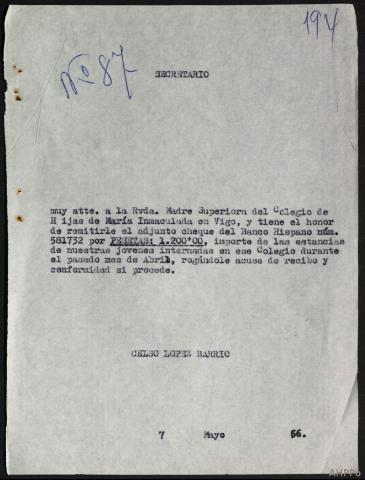 194
Nº 87
SECRETARIO
muy atte. a la Rvda. Madre Superiora del Colegio de
H ijas de María Inmaculada en Vigo, y tiene el honor
de remitirle el adjunto cheque del Banco Hispano núm.
581732 por PESETAS: 1.200'00, importe de las estancias
de nuestras jovenes internadas en ese Colegio durante
el pasado mes de Abril, rogándole acuse de recibo y
conformidad si procede.
CELSO LOPEZ BARRIO
7 Mayo 66.
AHPPo